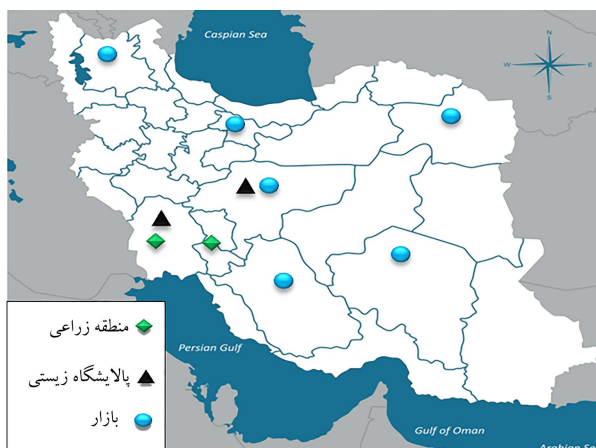 Caspian Sea
N
W
E
S
Persian Gulf
Gulf of Oman
Arabian Se
منطقه زراعی
پالایشگاه زیستی
بازار